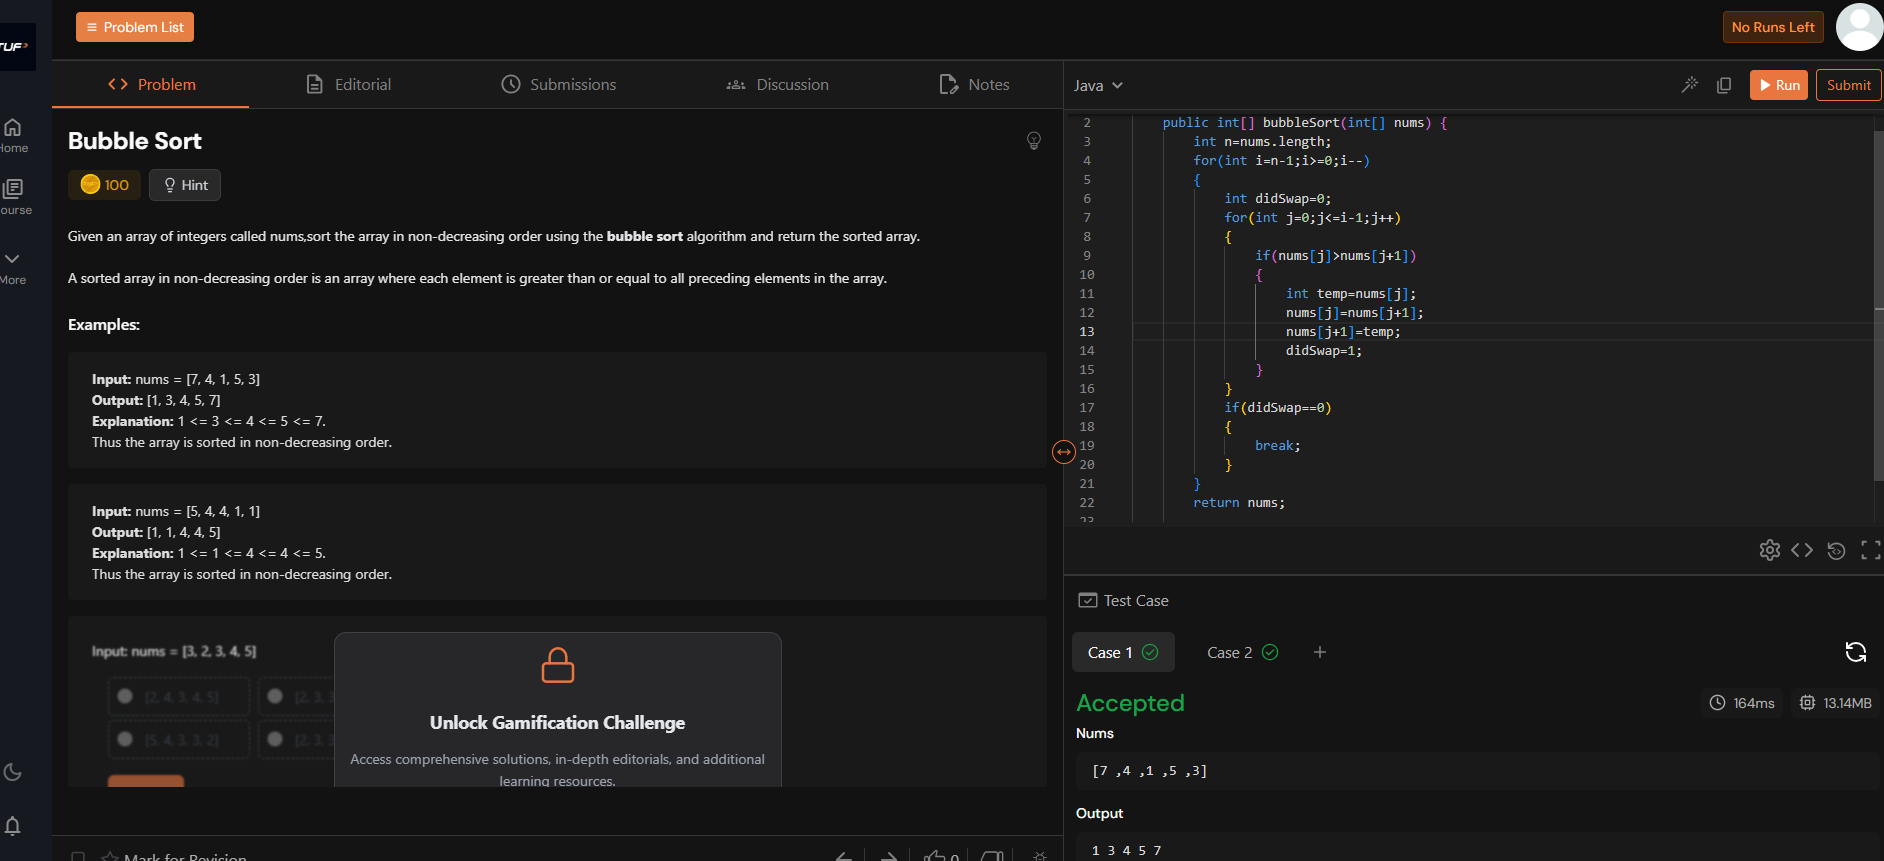 Problem List
No Runs Left
TUF
Home
ourse
More
Problem
Editorial
Submissions
Discussion
Notes
Bubble Sort
100
Hint
Given an array of integers called nums,sort the array in non-decreasing order using the bubble sort algorithm and return the sorted array.
A sorted array in non-decreasing order is an array where each element is greater than or equal to all preceding elements in the array.
Examples:
Input: nums = [7, 4, 1, 5, 3]
Output: [1, 3, 4, 5, 7]
Explanation: 1 <= 3 <= 4 <= 5 <= 7.
Thus the array is sorted in non-decreasing order.
Input: nums = [5, 4, 4, 1, 1]
Output: [1, 1, 4, 4, 5]
Explanation: 1 <= 1 <= 4 <= 4 <= 5.
Thus the array is sorted in non-decreasing order.
Input: nums = [3, 2, 3, 4, 5]
[2, 4, 3, 4, 5]
[2, 3, 3
[5, 4, 3, 3, 2]
[2, 3, 3
Unlock Gamification Challenge
Access comprehensive solutions, in-depth editorials, and additional
learning resources.
Mark for Revision
0
Java
Run
Submit
2 public int[] bubbleSort(int[] nums) {
3 int n=nums.length;
4 for(int i=n-1;i>=0;i--)
5 {
6 int didSwap=0;
7 for(int j=0;j<=i-1;j++)
8 {
9 if(nums[j]>nums[j+1])
10 {
11 int temp=nums[j];
12 nums[j]=nums[j+1];
13 nums[j+1]=temp;
14 didSwap=1;
15 }
16 }
17 if(didSwap==0)
18 {
19 break;
20 }
21 }
22 return nums;
23
Test Case
Case 1
Case 2
Accepted
164ms
13.14MB
Nums
[7 ,4 ,1 ,5 ,3]
Output
1 3 4 5 7